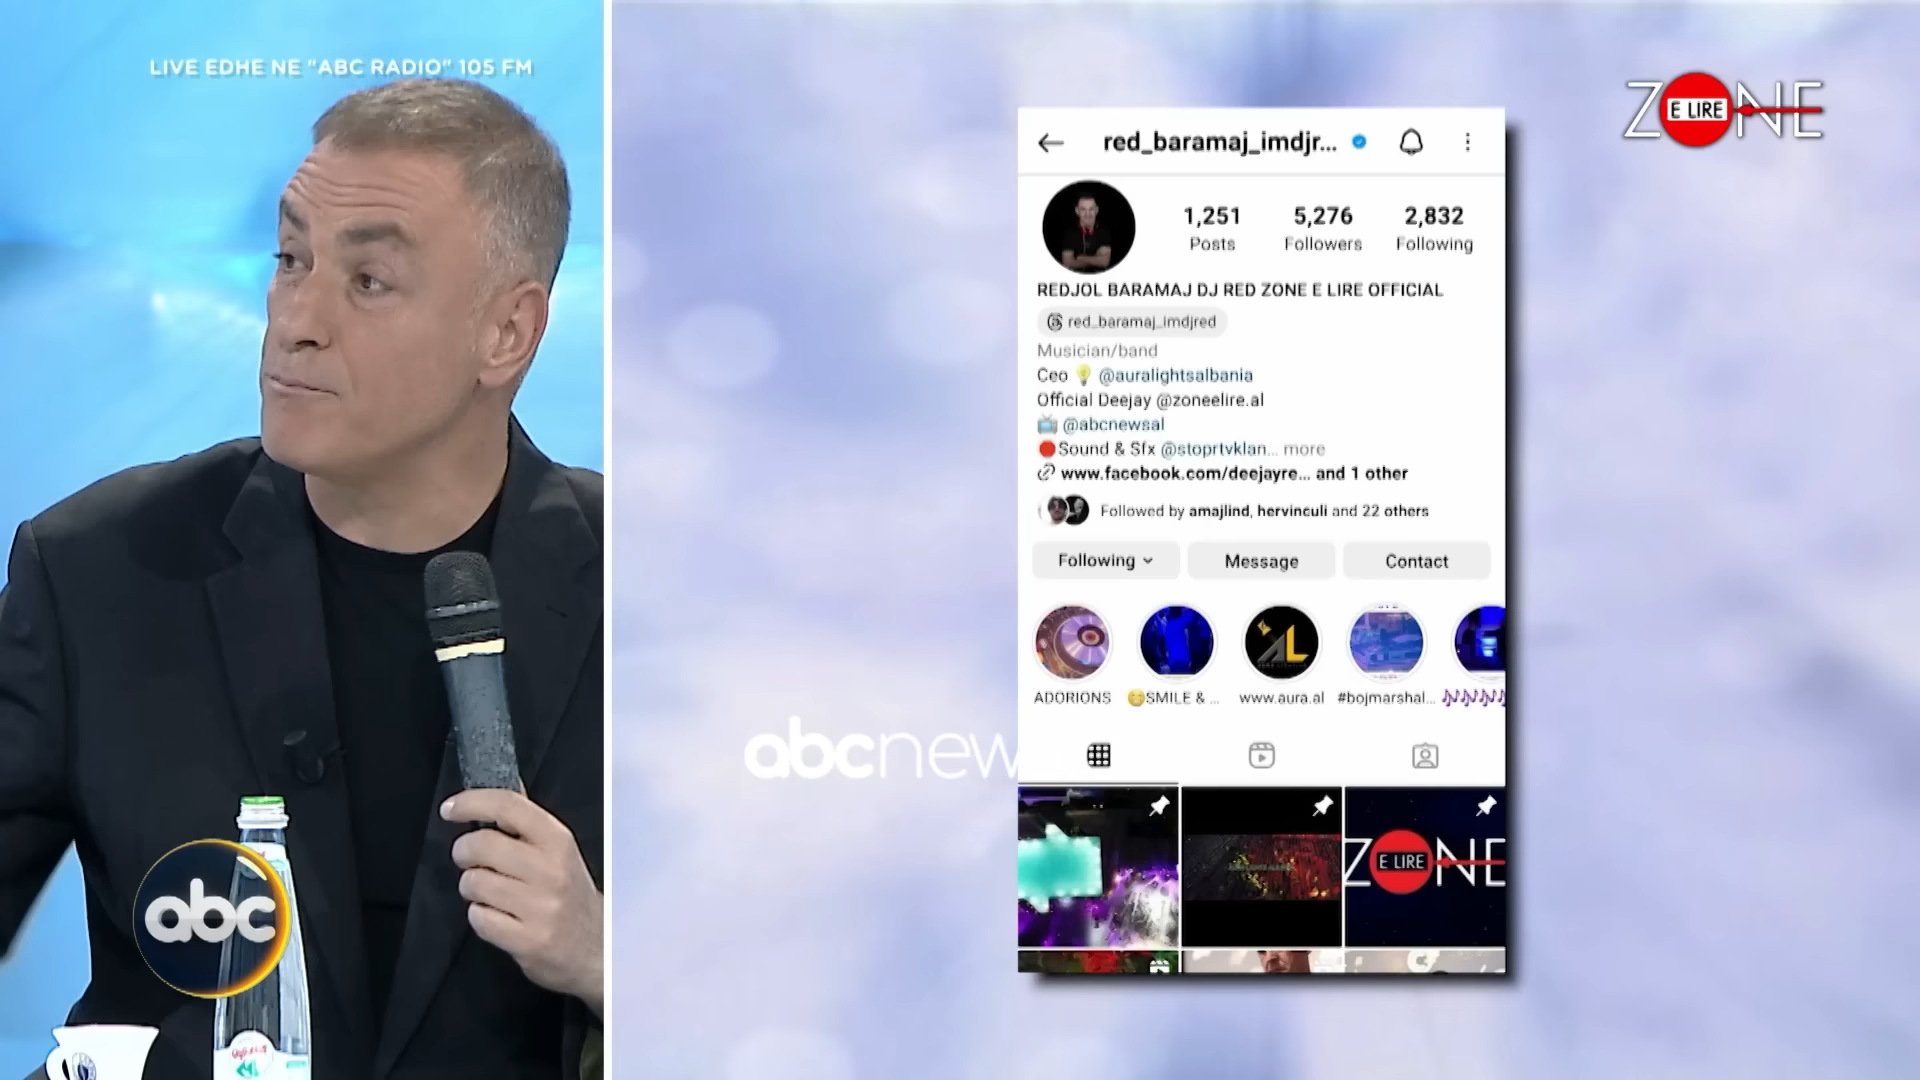 LIVE EDHE NE "ABC RADIO" 105 FM
abc
ZONE
E LIRE
abcnew
red_baramaj_imdjr...
1,251 5,276 2,832
Posts Followers Following
REDJOL BARAMAJ DJ RED ZONE E LIRE OFFICIAL
red_baramaj_imdjred
Musician/band
Ceo 💡 @auralightsalbania
Official Deejay @zoneelire.al
📺 @abcnewsal
🔴Sound & Sfx @stoprtvklan... more
www.facebook.com/deejayre... and 1 other
Followed by amajlind, hervinculi and 22 others
Following Message Contact
ADORIONS 😁SMILE & ... www.aura.al #bojmarshal... 🎶🎶🎶
ZONE
E LIRE